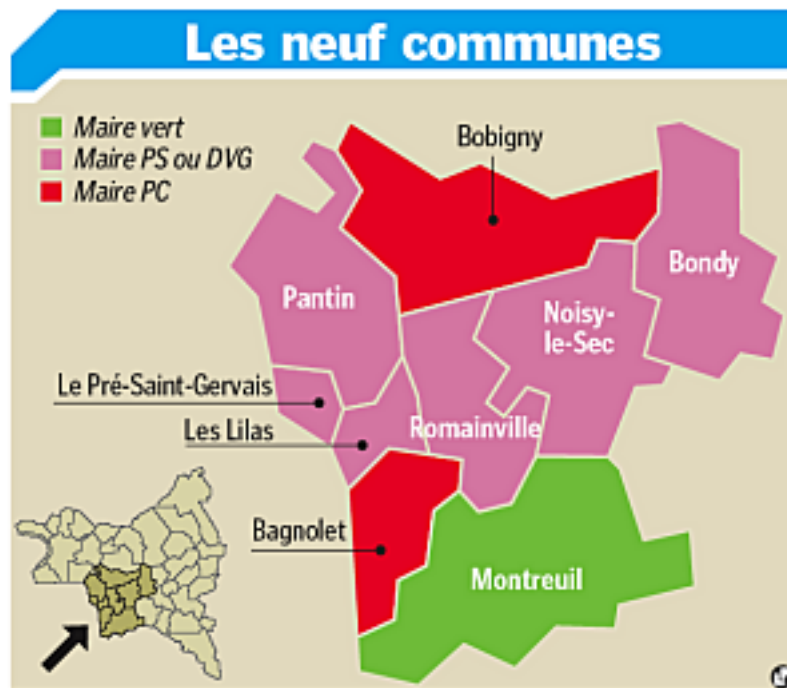 Les neuf communes
Maire vert
Maire PS ou DVG
Maire PC
Bobigny
Bondy
Pantin
Noisy-
le-Sec
Le Pré-Saint-Gervais
Les Lilas
Romainville
Bagnolet
Montreuil